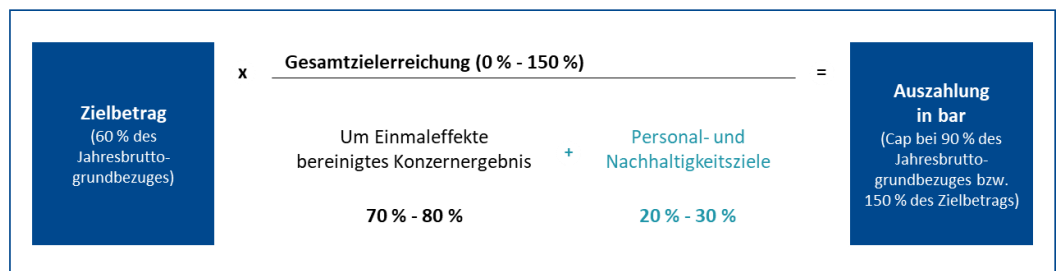 Zielbetrag
(60 % des
Jahresbrutto-
grundbezuges)
x
Gesamtzielerreichung (0 % - 150 %)
Um Einmaleffekte
bereinigtes Konzernergebnis
70 % - 80 %
+
Personal- und
Nachhaltigkeitsziele
20 % - 30 %
=
Auszahlung
in bar
(Cap bei 90 % des
Jahresbrutto-
grundbezuges bzw.
150 % des Zielbetrags)